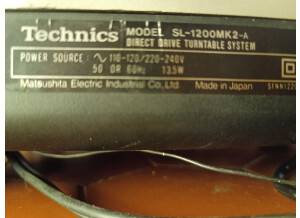 Technics MODEL SL-1200MK2-A
DIRECT DRIVE TURNTABLE SYSTEM
POWER SOURCE : ∿ 110-120/220-240V
50 OR 60Hz 13.5W
Matsushita Electric Industrial Co.,Ltd. Made in Japan